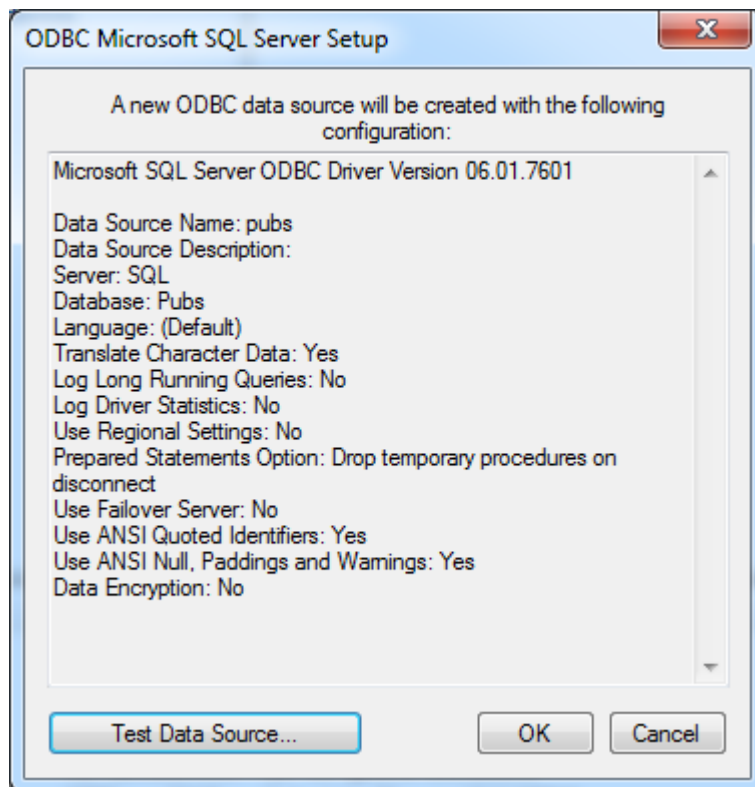 ODBC Microsoft SQL Server Setup
A new ODBC data source will be created with the following
configuration:
Microsoft SQL Server ODBC Driver Version 06.01.7601
Data Source Name: pubs
Data Source Description:
Server: SQL
Database: Pubs
Language: (Default)
Translate Character Data: Yes
Log Long Running Queries: No
Log Driver Statistics: No
Use Regional Settings: No
Prepared Statements Option: Drop temporary procedures on
disconnect
Use Failover Server: No
Use ANSI Quoted Identifiers: Yes
Use ANSI Null, Paddings and Warnings: Yes
Data Encryption: No
Test Data Source... OK Cancel